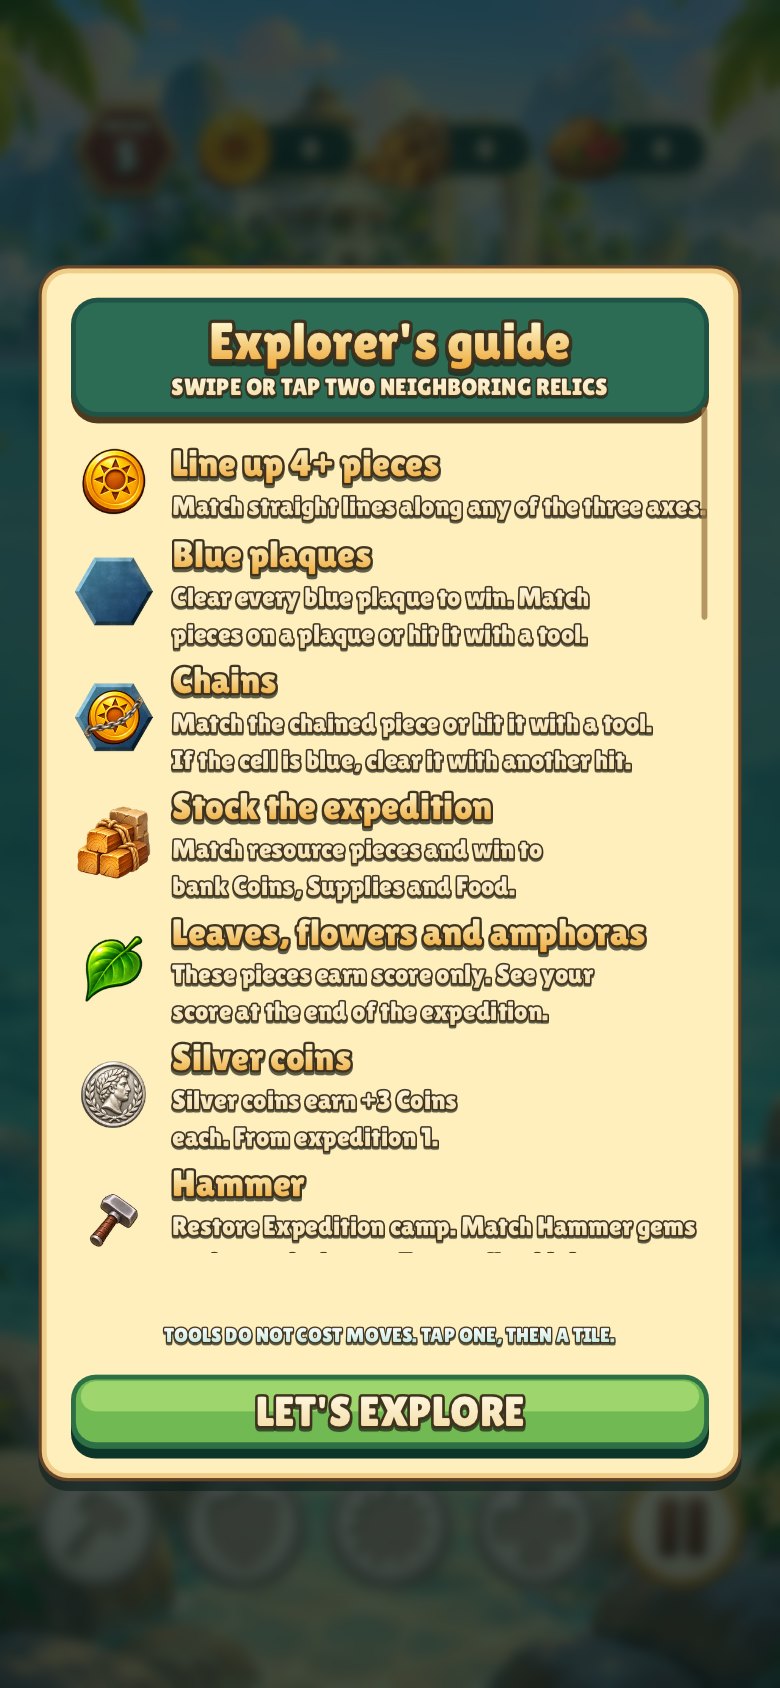 Explorer's guide
SWIPE OR TAP TWO NEIGHBORING RELICS
Line up 4+ pieces
Match straight lines along any of the three axes.
Blue plaques
Clear every blue plaque to win. Match
pieces on a plaque or hit it with a tool.
Chains
Match the chained piece or hit it with a tool.
If the cell is blue, clear it with another hit.
Stock the expedition
Match resource pieces and win to
bank Coins, Supplies and Food.
Leaves, flowers and amphoras
These pieces earn score only. See your
score at the end of the expedition.
Silver coins
Silver coins earn +3 Coins
each. From expedition 1.
Hammer
Restore Expedition camp. Match Hammer gems
TOOLS DO NOT COST MOVES. TAP ONE, THEN A TILE.
LET'S EXPLORE